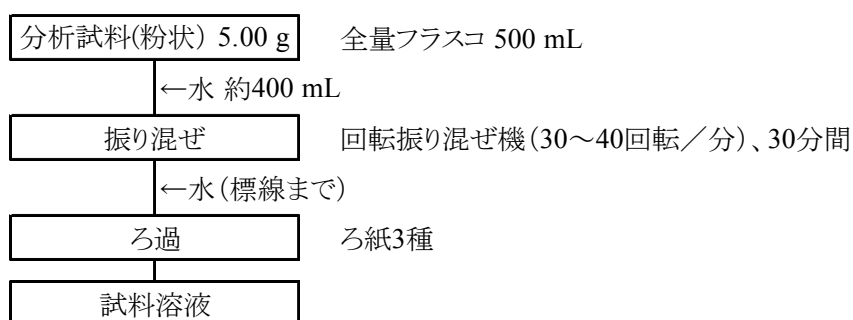 分析試料(粉状) 5.00 g 全量フラスコ 500 mL
←水 約400 mL
振り混ぜ 回転振り混ぜ機(30~40回転/分)、30分間
←水(標線まで)
ろ過 ろ紙3種
試料溶液